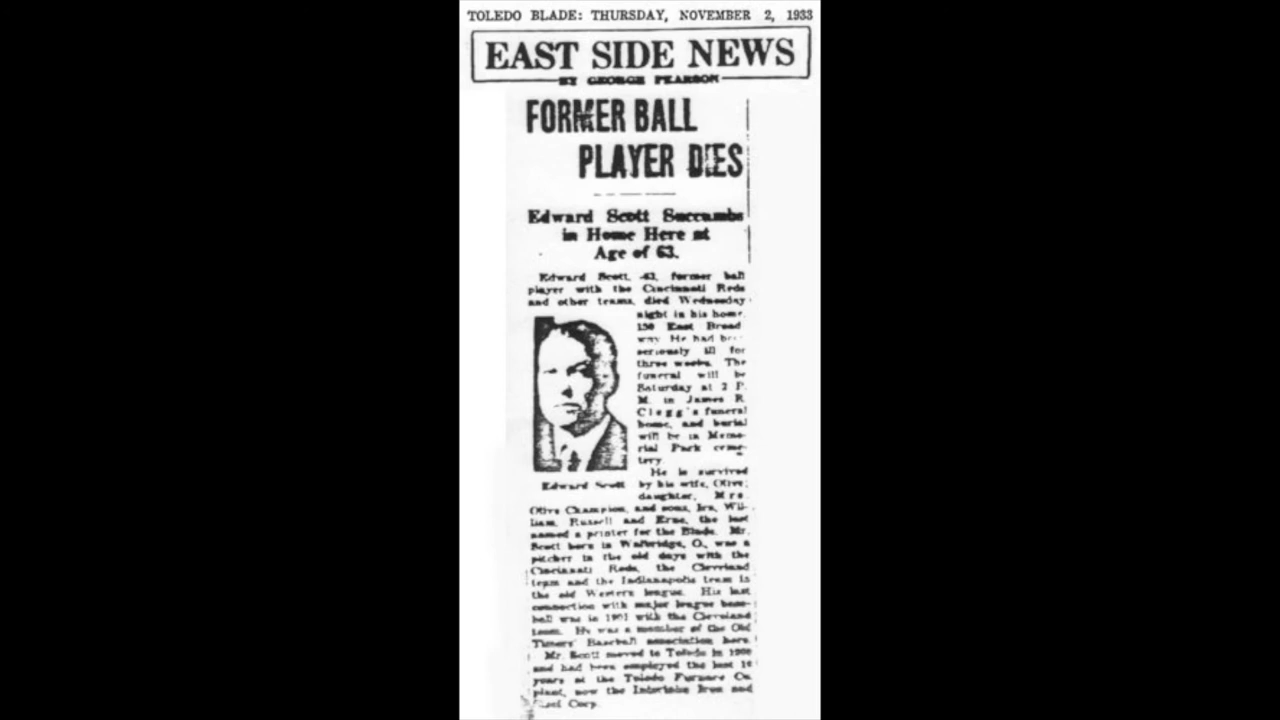 TOLEDO BLADE: THURSDAY, NOVEMBER 2, 1933
EAST SIDE NEWS
BY GEORGE PEARSON
FORMER BALL
PLAYER DIES
Edward Scott Succumbs
in Home Here at
Age of 63.
Edward Scott, 63, former ball
player with the Cincinnati Reds
and other teams, died Wednesday
night in his home,
150 East Broad-
way. He had
seriously ill for
three weeks. The
funeral will be
Saturday at 2 P.
M. in James R.
Clegg's funeral
home, and burial
will be in Memo-
rial Park ceme-
tery.
He is survived
by his wife, Olive;
daughter, Mrs.
Edward Scott
Olive Champion, and sons, Ira, Wil-
liam, Russell and Erne, the last
named a printer for the Blade. Mr.
Scott born in Walbridge, O., was a
pitcher in the old days with the
Cincinnati Reds, the Cleveland
team and the Indianapolis team in
the old Western league. His last
connection with major league base-
ball was in 1901 with the Cleveland
team. He was a member of the Old
Timers' Baseball association here.
Mr. Scott moved to Toledo in
and had been employed the last
years at the Toledo Furnace Co.
plant, now the Interlake Iron and
Corp.